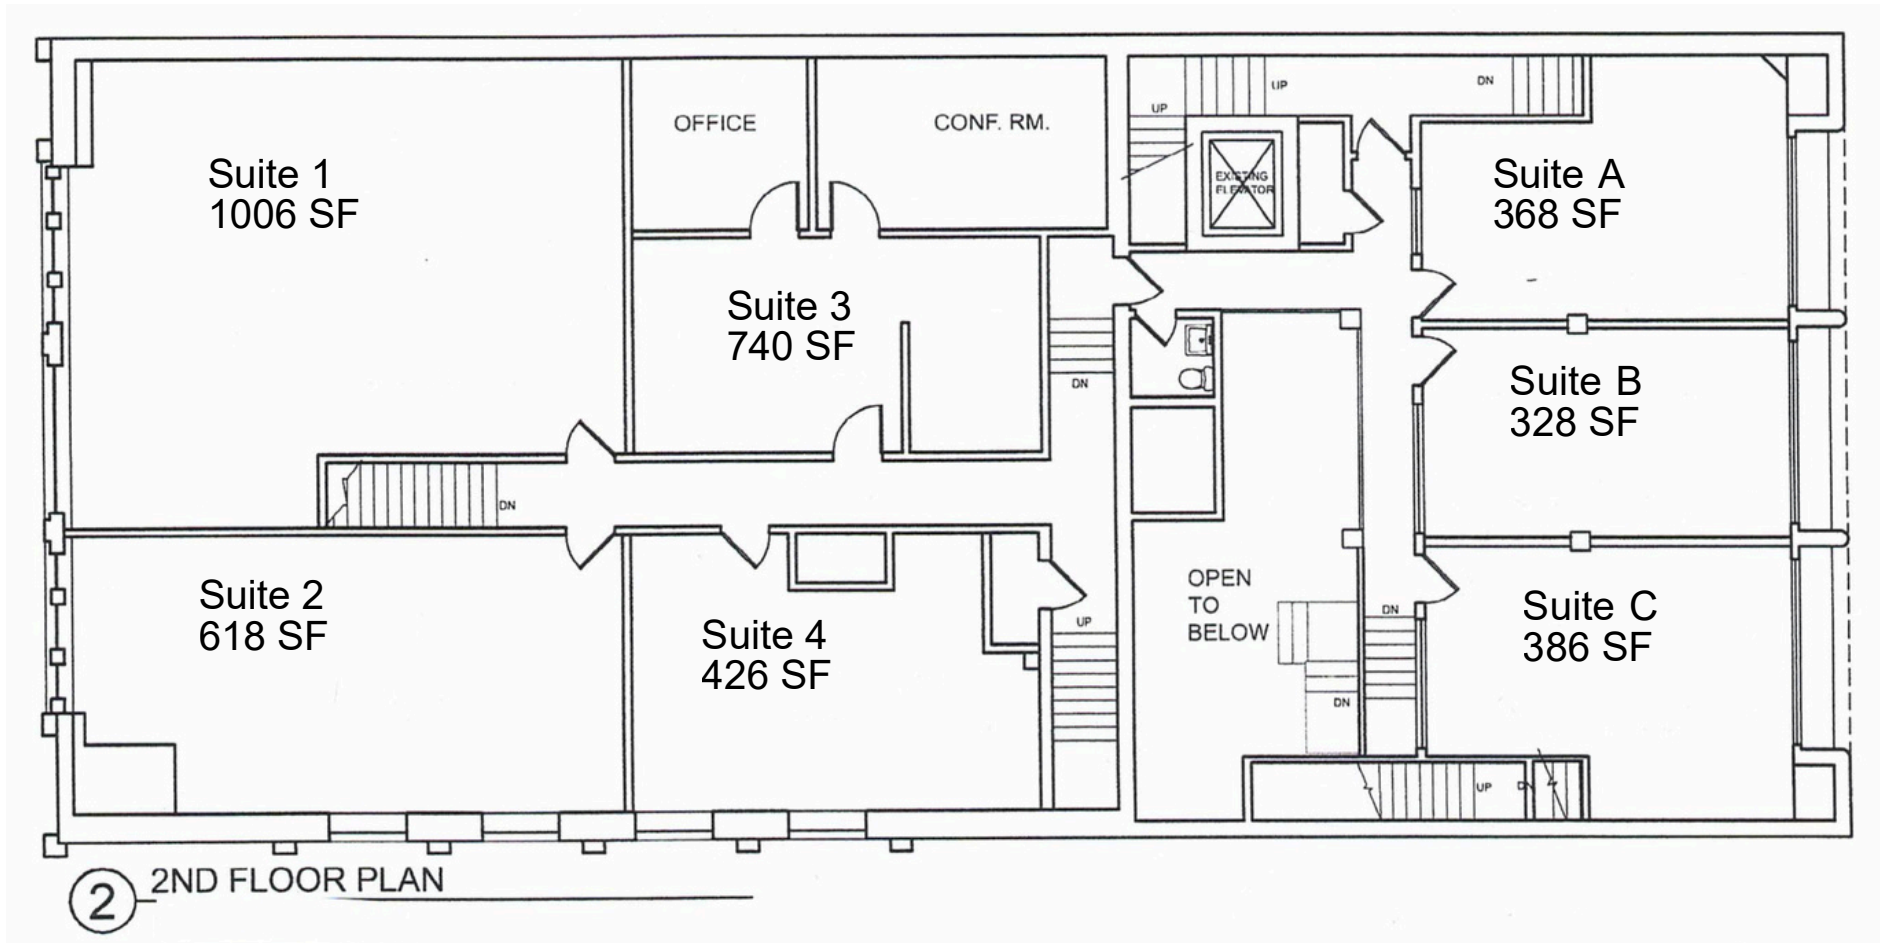 OFFICE
CONF. RM.
UP
DN
UP
EXISTING
ELEVATOR
Suite 1
1006 SF
Suite A
368 SF
Suite 3
740 SF
DN
Suite B
328 SF
DN
OPEN
TO
BELOW
Suite 2
618 SF
Suite 4
426 SF
UP
DN
Suite C
386 SF
DN
UP
2
2ND FLOOR PLAN